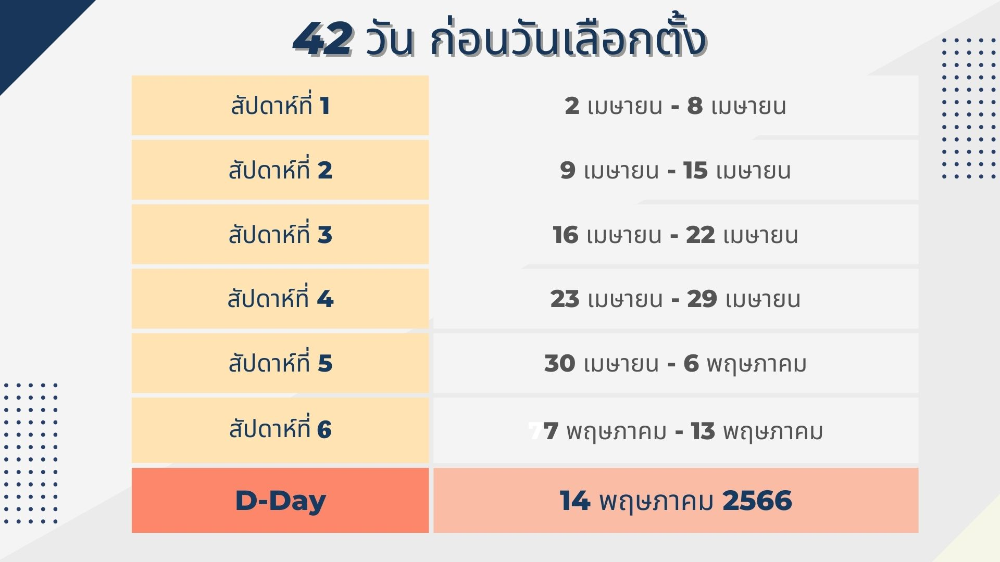 42 วัน ก่อนวันเลือกตั้ง
สัปดาห์ที่ 1 2 เมษายน - 8 เมษายน
สัปดาห์ที่ 2 9 เมษายน - 15 เมษายน
สัปดาห์ที่ 3 16 เมษายน - 22 เมษายน
สัปดาห์ที่ 4 23 เมษายน - 29 เมษายน
สัปดาห์ที่ 5 30 เมษายน - 6 พฤษภาคม
สัปดาห์ที่ 6 77 พฤษภาคม - 13 พฤษภาคม
D-Day 14 พฤษภาคม 2566